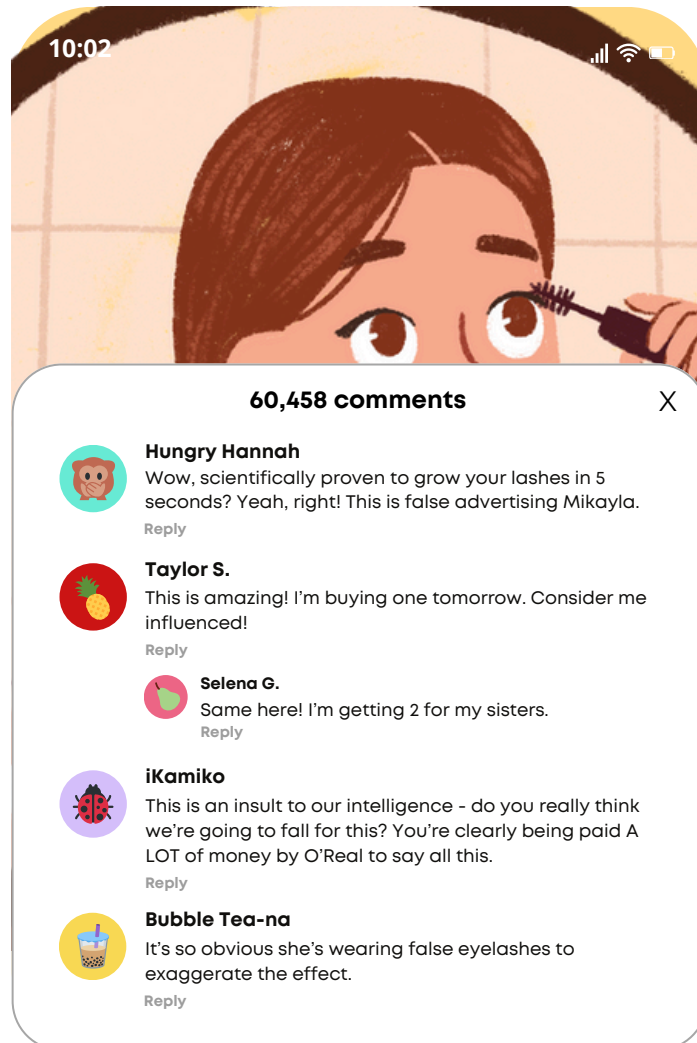 10:02
60,458 comments
X
Hungry Hannah
Wow, scientifically proven to grow your lashes in 5
seconds? Yeah, right! This is false advertising Mikayla.
Reply
Taylor S.
This is amazing! I'm buying one tomorrow. Consider me
influenced!
Reply
Selena G.
Same here! I'm getting 2 for my sisters.
Reply
iKamiko
This is an insult to our intelligence - do you really think
we're going to fall for this? You're clearly being paid A
LOT of money by O'Real to say all this.
Reply
Bubble Tea-na
It's so obvious she's wearing false eyelashes to
exaggerate the effect.
Reply